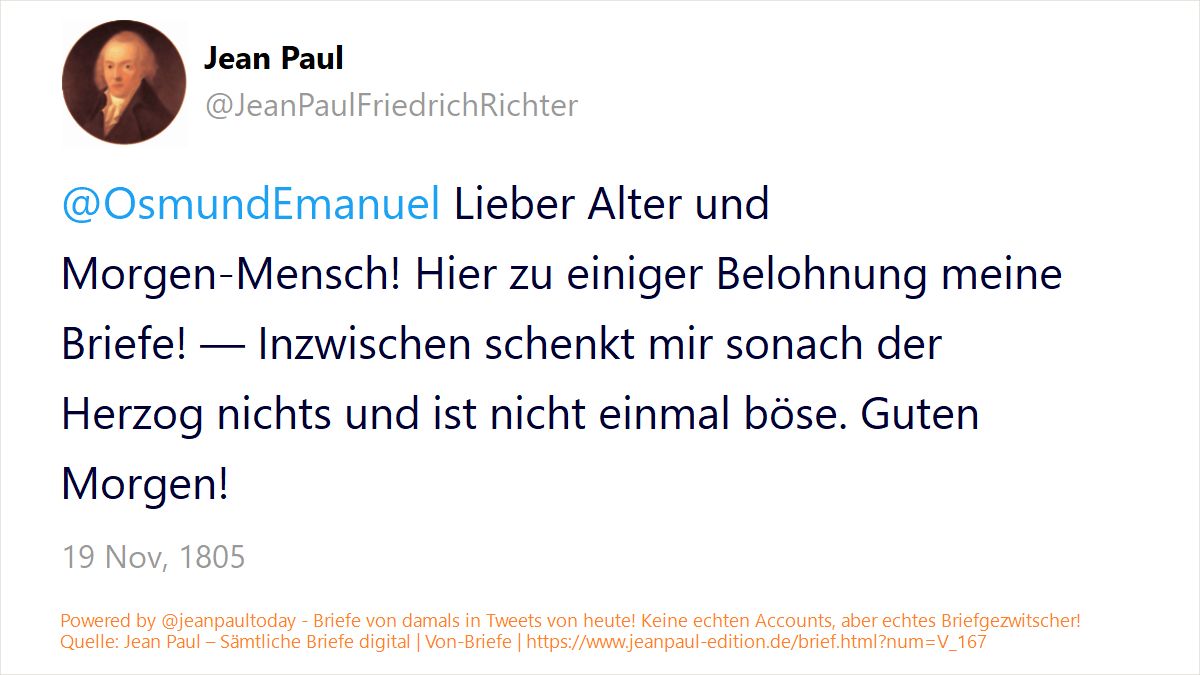 Jean Paul
@JeanPaulFriedrichRichter
@OsmundEmanuel Lieber Alter und
Morgen-Mensch! Hier zu einiger Belohnung meine
Briefe! — Inzwischen schenkt mir sonach der
Herzog nichts und ist nicht einmal böse. Guten
Morgen!
19 Nov, 1805
Powered by @jeanpaultoday - Briefe von damals in Tweets von heute! Keine echten Accounts, aber echtes Briefgezwitscher!
Quelle: Jean Paul – Sämtliche Briefe digital | Von-Briefe | https://www.jeanpaul-edition.de/brief.html?num=V_167